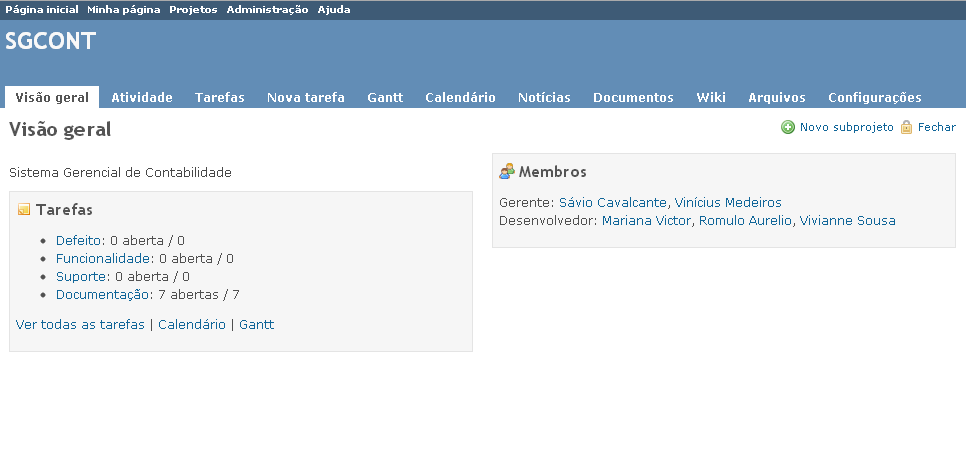 Página inicial Minha página Projetos Administração Ajuda
SGCONT
Visão geral Atividade Tarefas Nova tarefa Gantt Calendário Notícias Documentos Wiki Arquivos Configurações
Visão geral
Novo subprojeto Fechar
Sistema Gerencial de Contabilidade
Tarefas
Defeito: 0 aberta / 0
Funcionalidade: 0 aberta / 0
Suporte: 0 aberta / 0
Documentação: 7 abertas / 7
Ver todas as tarefas | Calendário | Gantt
Membros
Gerente: Sávio Cavalcante, Vinícius Medeiros
Desenvolvedor: Mariana Victor, Romulo Aurelio, Vivianne Sousa